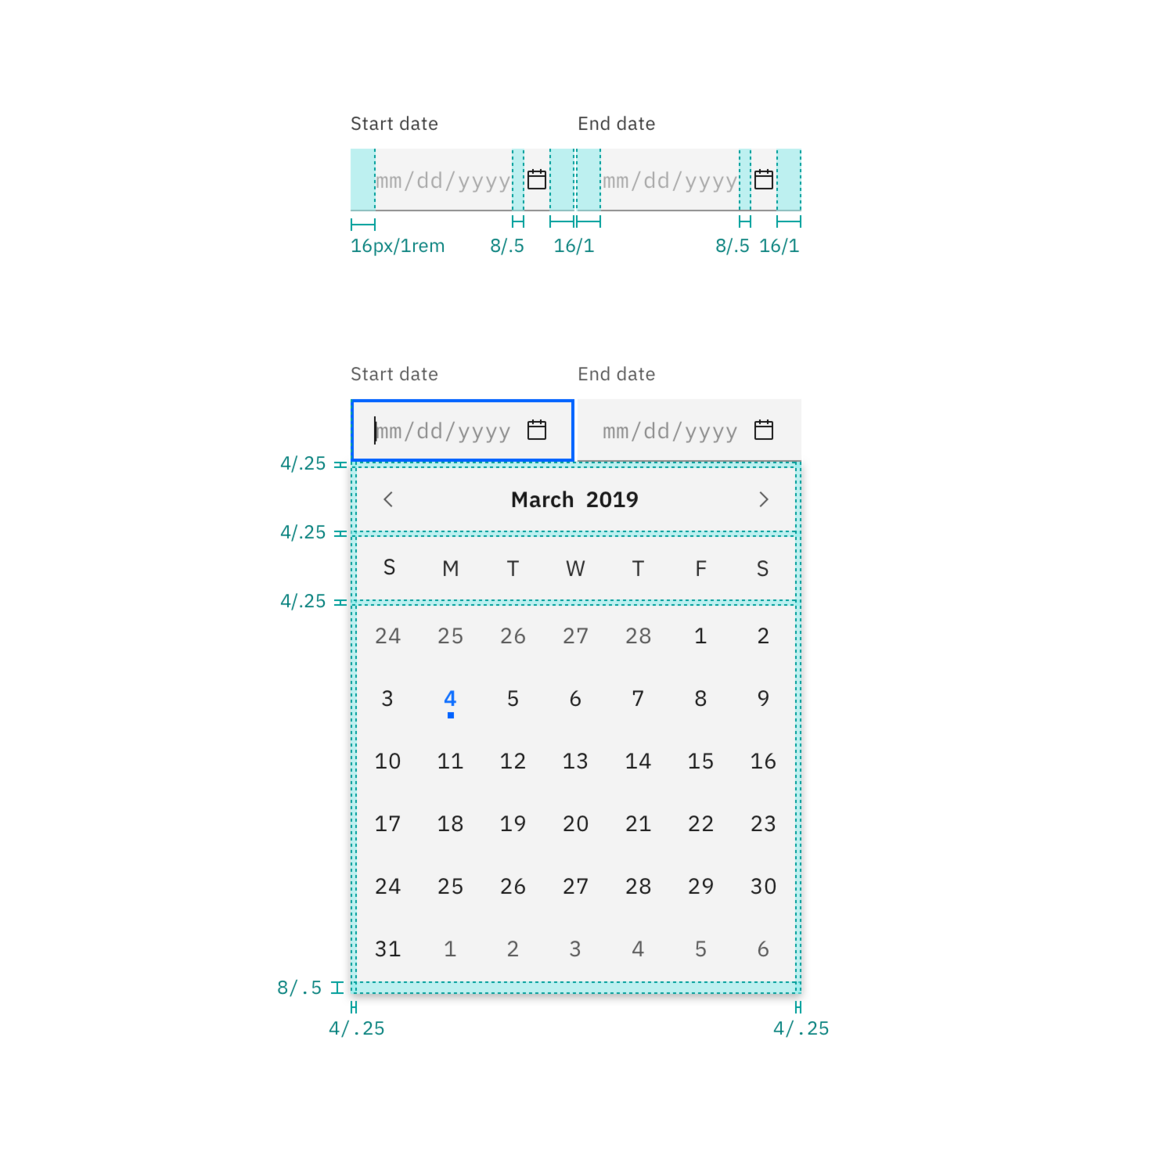 Start date End date
mm/dd/yyyy mm/dd/yyyy
16px/1rem 8/.5 16/1 8/.5 16/1
Start date End date
mm/dd/yyyy mm/dd/yyyy
4/.25
March 2019
4/.25
S M T W T F S
4/.25
24 25 26 27 28 1 2
3 4 5 6 7 8 9
10 11 12 13 14 15 16
17 18 19 20 21 22 23
24 25 26 27 28 29 30
31 1 2 3 4 5 6
8/.5
4/.25 4/.25